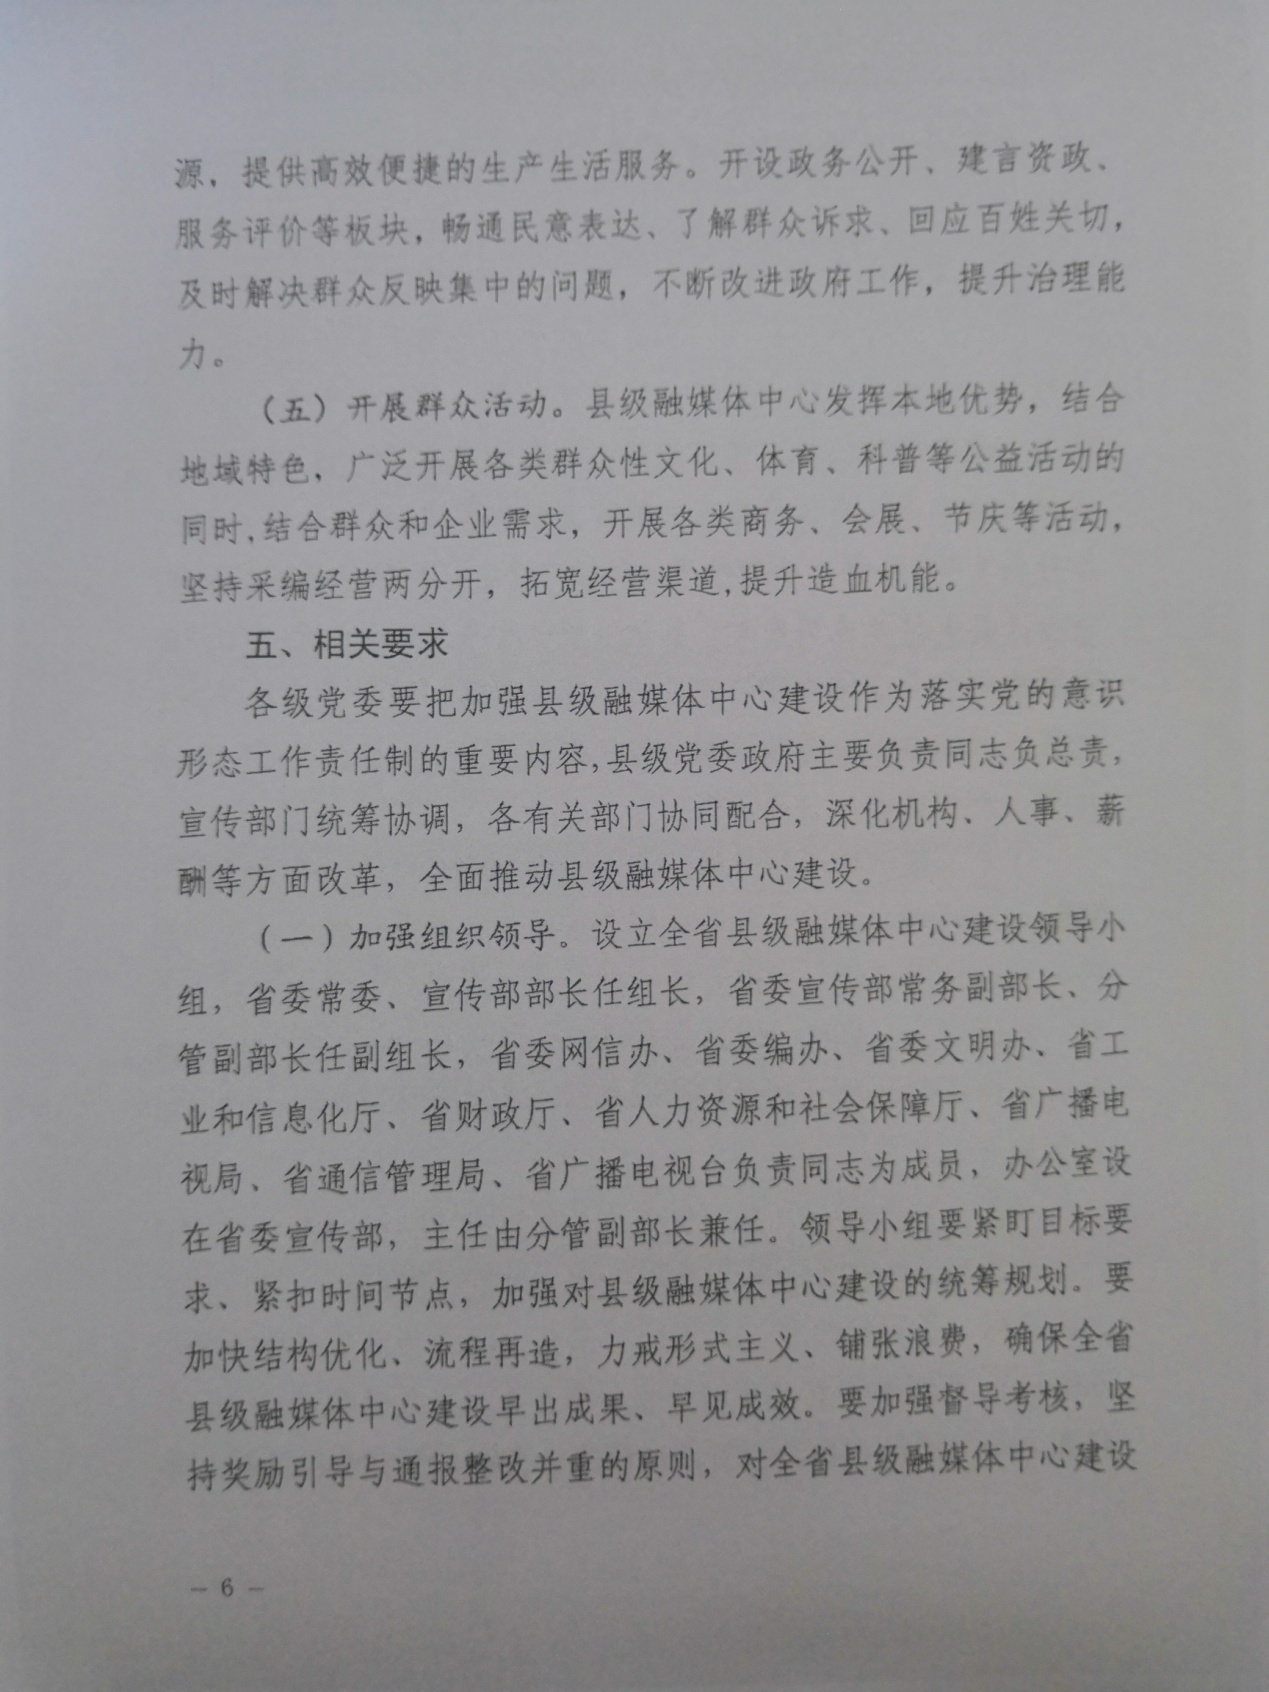 源，提供高效便捷的生产生活服务。开设政务公开、建言资政、
服务评价等板块，畅通民意表达、了解群众诉求、回应百姓关切，
及时解决群众反映集中的问题，不断改进政府工作，提升治理能
力。
（五）开展群众活动。县级融媒体中心发挥本地优势，结合
地域特色，广泛开展各类群众性文化、体育、科普等公益活动的
同时，结合群众和企业需求，开展各类商务、会展、节庆等活动，
坚持采编经营两分开，拓宽经营渠道，提升造血机能。
五、相关要求
各级党委要把加强县级融媒体中心建设作为落实党的意识
形态工作责任制的重要内容，县级党委政府主要负责同志负总责，
宣传部门统筹协调，各有关部门协同配合，深化机构、人事、薪
酬等方面改革，全面推动县级融媒体中心建设。
（一）加强组织领导。设立全省县级融媒体中心建设领导小
组，省委常委、宣传部部长任组长，省委宣传部常务副部长、分
管副部长任副组长，省委网信办、省委编办、省委文明办、省工
业和信息化厅、省财政厅、省人力资源和社会保障厅、省广播电
视局、省通信管理局、省广播电视台负责同志为成员，办公室设
在省委宣传部，主任由分管副部长兼任。领导小组要紧盯目标要
求、紧扣时间节点，加强对县级融媒体中心建设的统筹规划。要
加快结构优化、流程再造，力戒形式主义、铺张浪费，确保全省
县级融媒体中心建设早出成果、早见成效。要加强督导考核，坚
持奖励引导与通报整改并重的原则，对全省县级融媒体中心建设
— 6 —